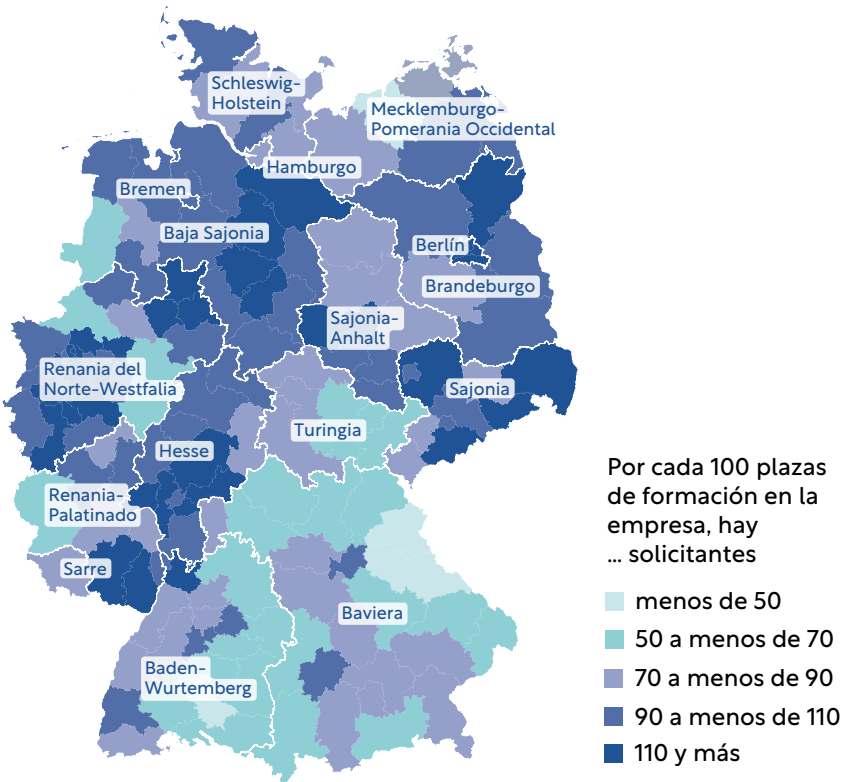 Schleswig-
Holstein
Mecklemburgo-
Pomerania Occidental
Hamburgo
Bremen
Baja Sajonia
Berlín
Brandeburgo
Sajonia-
Anhalt
Renania del
Norte-Westfalia
Sajonia
Turingia
Hesse
Renania-
Palatinado
Sarre
Baviera
Baden-
Wurtemberg
Por cada 100 plazas
de formación en la
empresa, hay
... solicitantes
menos de 50
50 a menos de 70
70 a menos de 90
90 a menos de 110
110 y más